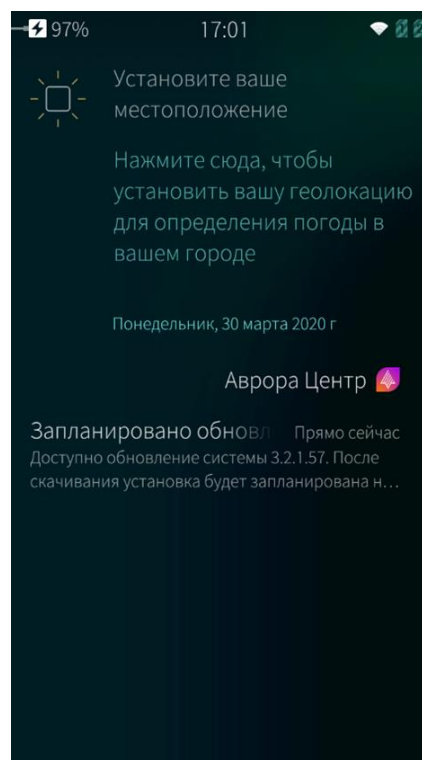 97% 17:01
Установите ваше
местоположение
Нажмите сюда, чтобы
установить вашу геолокацию
для определения погоды в
вашем городе
Понедельник, 30 марта 2020 г
Аврора Центр
Запланировано обновл Прямо сейчас
Доступно обновление системы 3.2.1.57. После
скачивания установка будет запланирована н…